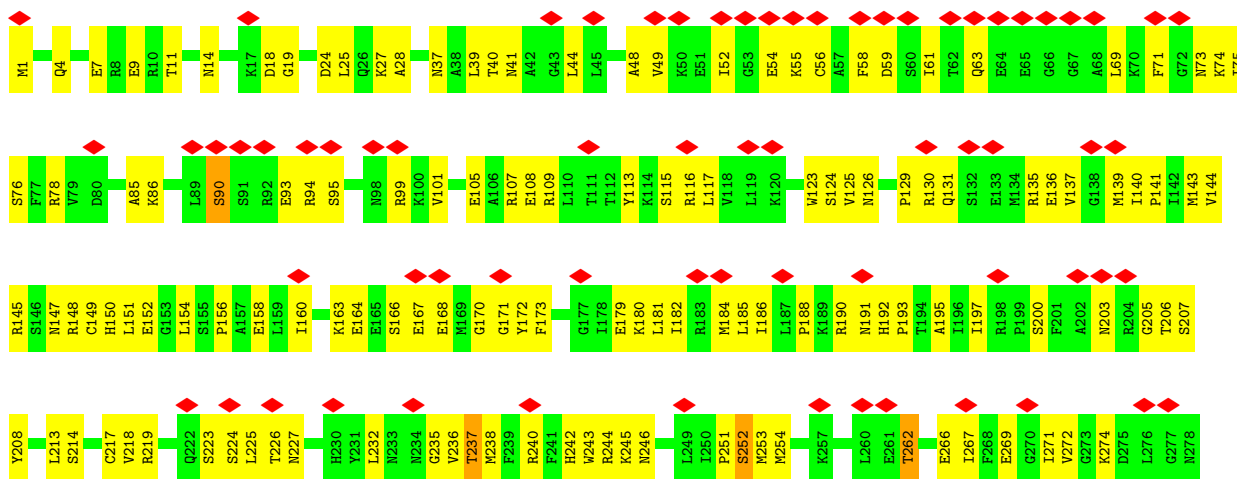 M1 Q4 E7 R8 E9 R10 T11 N14 K17 D18 G19 D24 L25 Q26 K27 A28 N37 A38 L39 T40 N41 A42 G43 L44 L45 A48 V49 K50 E51 I52 G53 E54 K55 C56 A57 F58 D59 S60 I61 T62 Q63 E64 E65 G66 G67 A68 L69 K70 F71 G72 N73 K74 I75
S76 F77 R78 V79 D80 A85 K86 L89 S90 S91 R92 E93 R94 S95 N98 R99 K100 V101 E105 A106 R107 E108 R109 L110 T111 T112 Y113 K114 S115 R116 L117 V118 L119 K120 W123 S124 V125 N126 P129 R130 Q131 S132 E133 M134 R135 E136 V137 G138 M139 I140 P141 I142 M143 V144
R145 S146 N147 R148 C149 H150 L151 E152 G153 L154 S155 P156 A157 E158 L159 I160 K163 E164 E165 S166 E167 E168 M169 G170 G171 Y172 F173 G177 I178 E179 K180 L181 I182 R183 M184 L185 I186 L187 P188 K189 R190 N191 H192 P193 T194 A195 I196 I197 R198 P199 S200 F201 A202 N203 R204 G205 T206 S207
Y208 L213 S214 C217 V218 R219 Q222 S223 S224 L225 T226 N227 H230 Y231 L232 N233 N234 G235 V236 T237 M238 F239 R240 F241 H242 W243 R244 K245 N246 L249 I250 P251 S252 M253 M254 K257 L260 E261 T262 E266 I267 F268 E269 G270 I271 V272 G273 K274 D275 L276 G277 N278